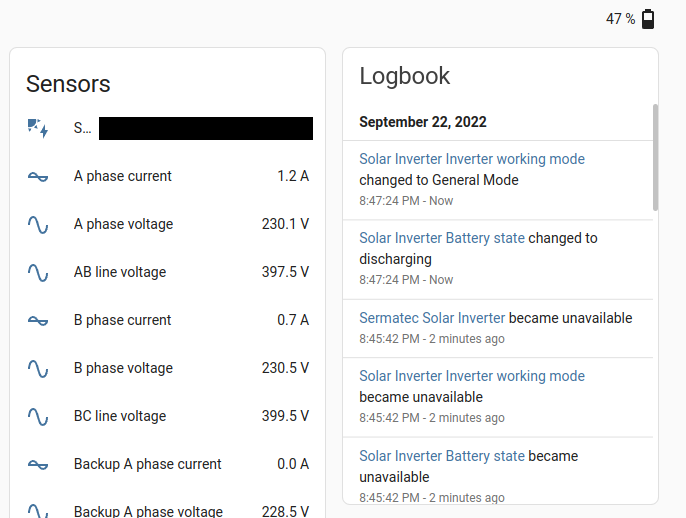 47 %
Sensors
S...
A phase current 1.2 A
A phase voltage 230.1 V
AB line voltage 397.5 V
B phase current 0.7 A
B phase voltage 230.5 V
BC line voltage 399.5 V
Backup A phase current 0.0 A
Backup A phase voltage 228.5 V
Logbook
September 22, 2022
Solar Inverter Inverter working mode
changed to General Mode
8:47:24 PM - Now
Solar Inverter Battery state changed to
discharging
8:47:24 PM - Now
Sermatec Solar Inverter became unavailable
8:45:42 PM - 2 minutes ago
Solar Inverter Inverter working mode
became unavailable
8:45:42 PM - 2 minutes ago
Solar Inverter Battery state became
unavailable
8:45:42 PM - 2 minutes ago